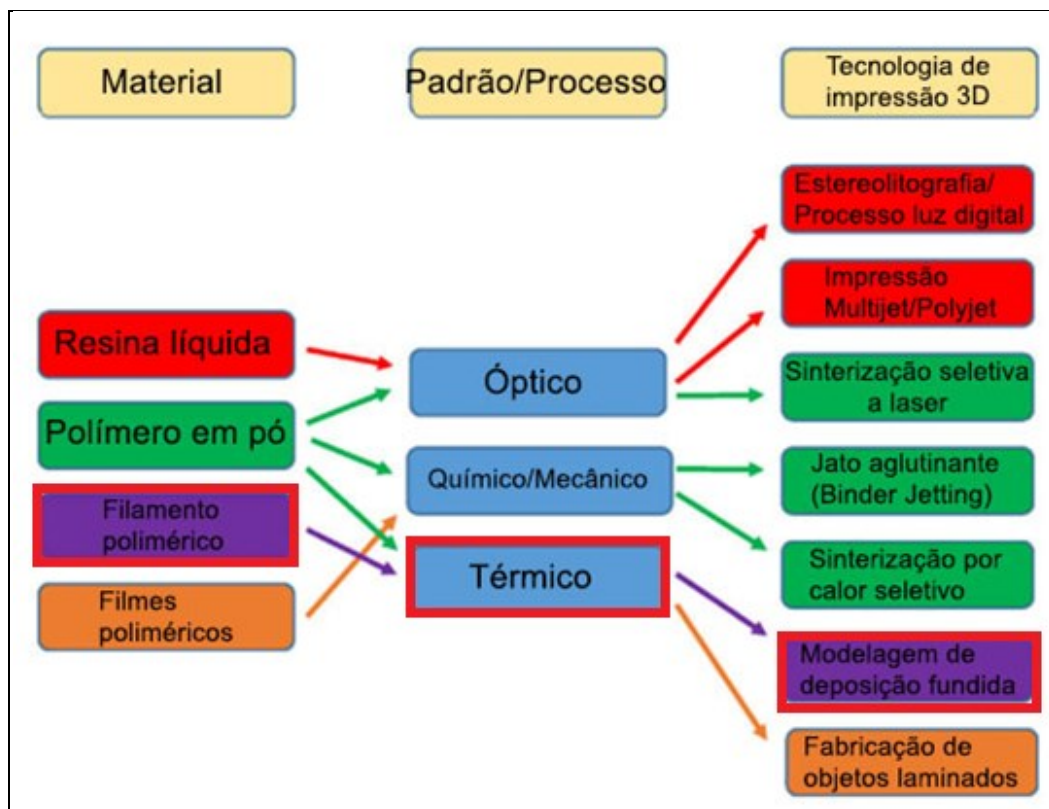 Material
Padrão/Processo
Tecnologia de
impressão 3D
Estereolitografia/
Processo luz digital
Impressão
Multijet/Polyjet
Resina líquida
Óptico
Sinterização seletiva
a laser
Polímero em pó
Químico/Mecânico
Jato aglutinante
(Binder Jetting)
Filamento
polimérico
Térmico
Sinterização por
calor seletivo
Filmes
poliméricos
Modelagem de
deposição fundida
Fabricação de
objetos laminados